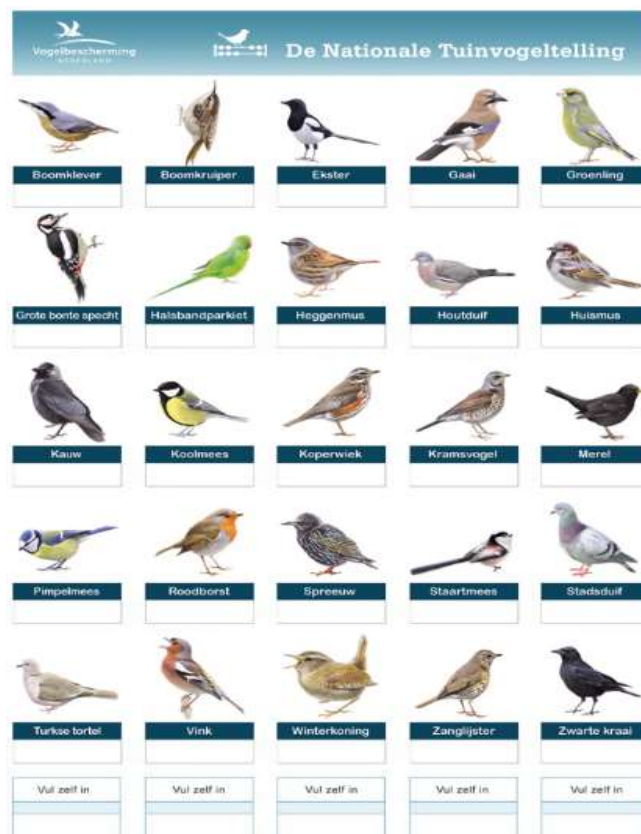 Vogelbescherming
NEDERLAND
De Nationale Tuinvogeltelling
Boomklever
Boomkruiper
Ekster
Gaai
Groenling
Grote bonte specht
Halsbandparkiet
Heggenmus
Houtduif
Huismus
Kauw
Koolmees
Koperwiek
Kramsvogel
Merel
Pimpelmees
Roodborst
Spreeuw
Staartmees
Stadsduif
Turkse tortel
Vink
Winterkoning
Zanglijster
Zwarte kraai
Vul zelf in
Vul zelf in
Vul zelf in
Vul zelf in
Vul zelf in